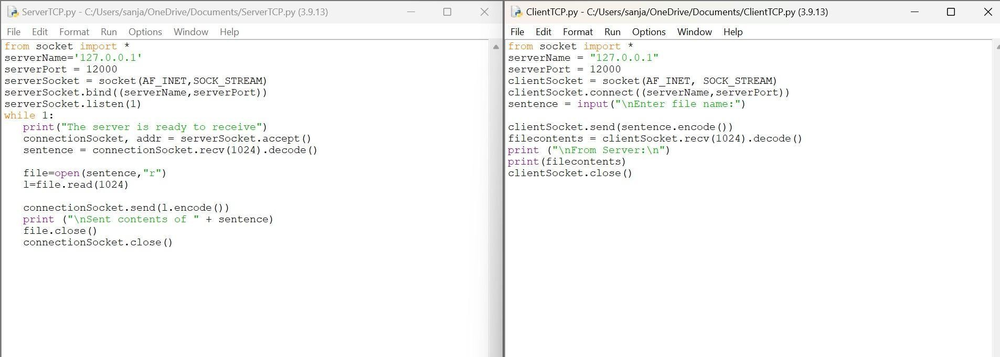 ServerTCP.py - C:/Users/sanja/OneDrive/Documents/ServerTCP.py (3.9.13)
File Edit Format Run Options Window Help
from socket import *
serverName='127.0.0.1'
serverPort = 12000
serverSocket = socket(AF_INET,SOCK_STREAM)
serverSocket.bind((serverName,serverPort))
serverSocket.listen(1)
while 1:
   print("The server is ready to receive")
   connectionSocket, addr = serverSocket.accept()
   sentence = connectionSocket.recv(1024).decode()

   file=open(sentence,"r")
   l=file.read(1024)

   connectionSocket.send(l.encode())
   print ("\nSent contents of " + sentence)
   file.close()
   connectionSocket.close()
ClientTCP.py - C:/Users/sanja/OneDrive/Documents/ClientTCP.py (3.9.13)
File Edit Format Run Options Window Help
from socket import *
serverName = "127.0.0.1"
serverPort = 12000
clientSocket = socket(AF_INET, SOCK_STREAM)
clientSocket.connect((serverName,serverPort))
sentence = input("\nEnter file name:")

clientSocket.send(sentence.encode())
filecontents = clientSocket.recv(1024).decode()
print ("\nFrom Server:\n")
print(filecontents)
clientSocket.close()